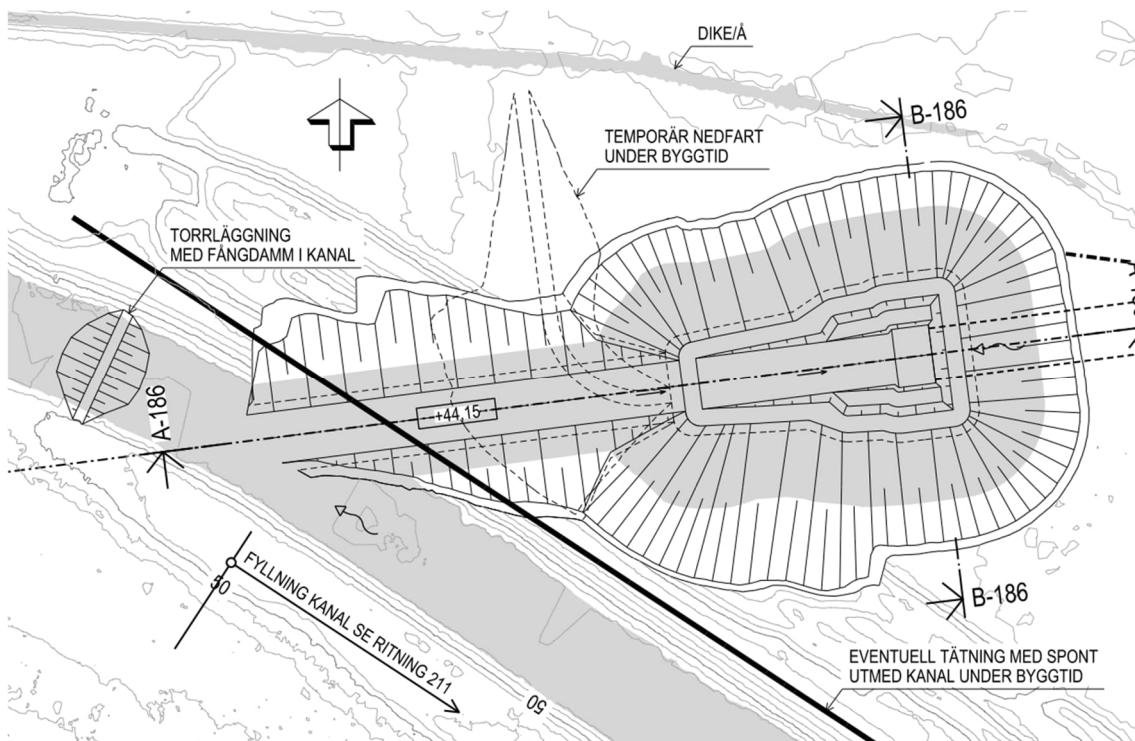 DIKE/Å
B-186
TEMPORÄR NEDFART
UNDER BYGGTID
TORRLÄGGNING
MED FÅNGDAMM I KANAL
A-186
+44,15
50
FYLLNING KANAL SE RITNING 211
50
B-186
EVENTUELL TÄTNING MED SPONT
UTMED KANAL UNDER BYGGTID